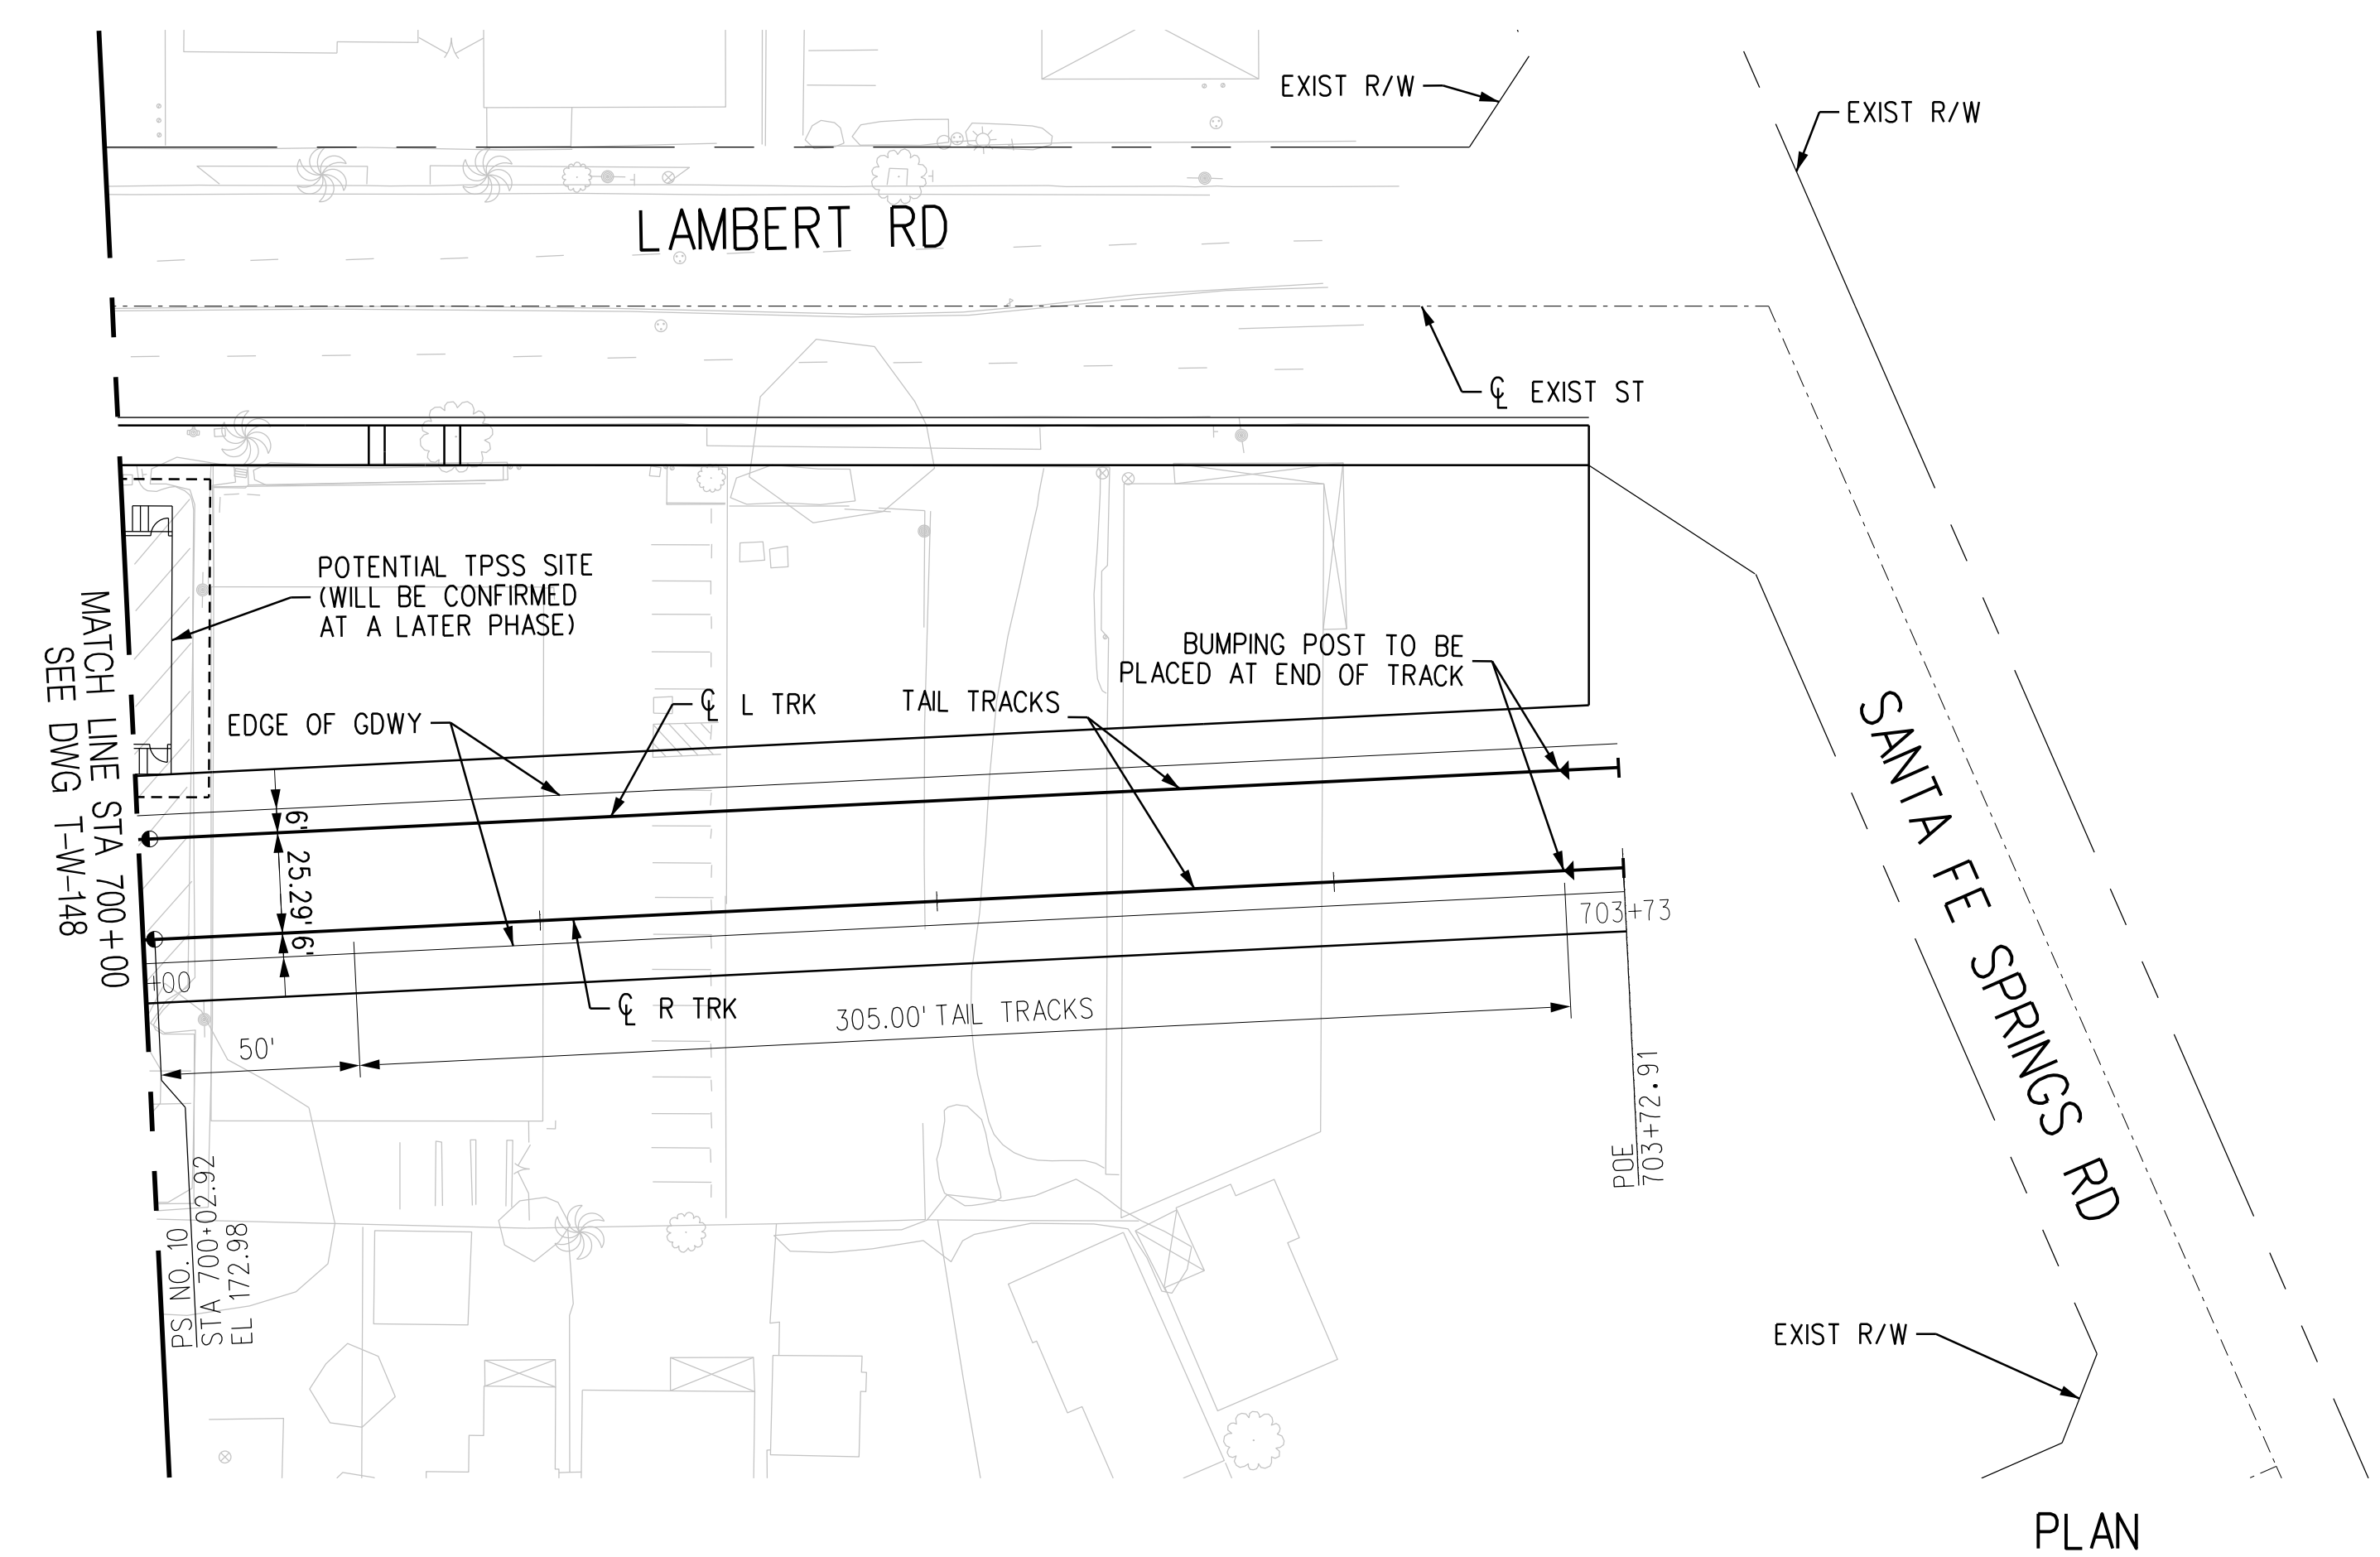 EXIST R/W
EXIST R/W
LAMBERT RD
℄ EXIST ST
POTENTIAL TPSS SITE
(WILL BE CONFIRMED
AT A LATER PHASE)
BUMPING POST TO BE
PLACED AT END OF TRACK
MATCH LINE STA 700+00
SEE DWG T-W-148
EDGE OF GDWY
℄ L TRK
TAIL TRACKS
SANTA FE SPRINGS RD
6'
25.29'
6'
703+73
+00
℄ R TRK
305.00' TAIL TRACKS
50'
POE
703+72.91
PS NO.10
STA 700+02.92
EL 172.98
EXIST R/W
PLAN